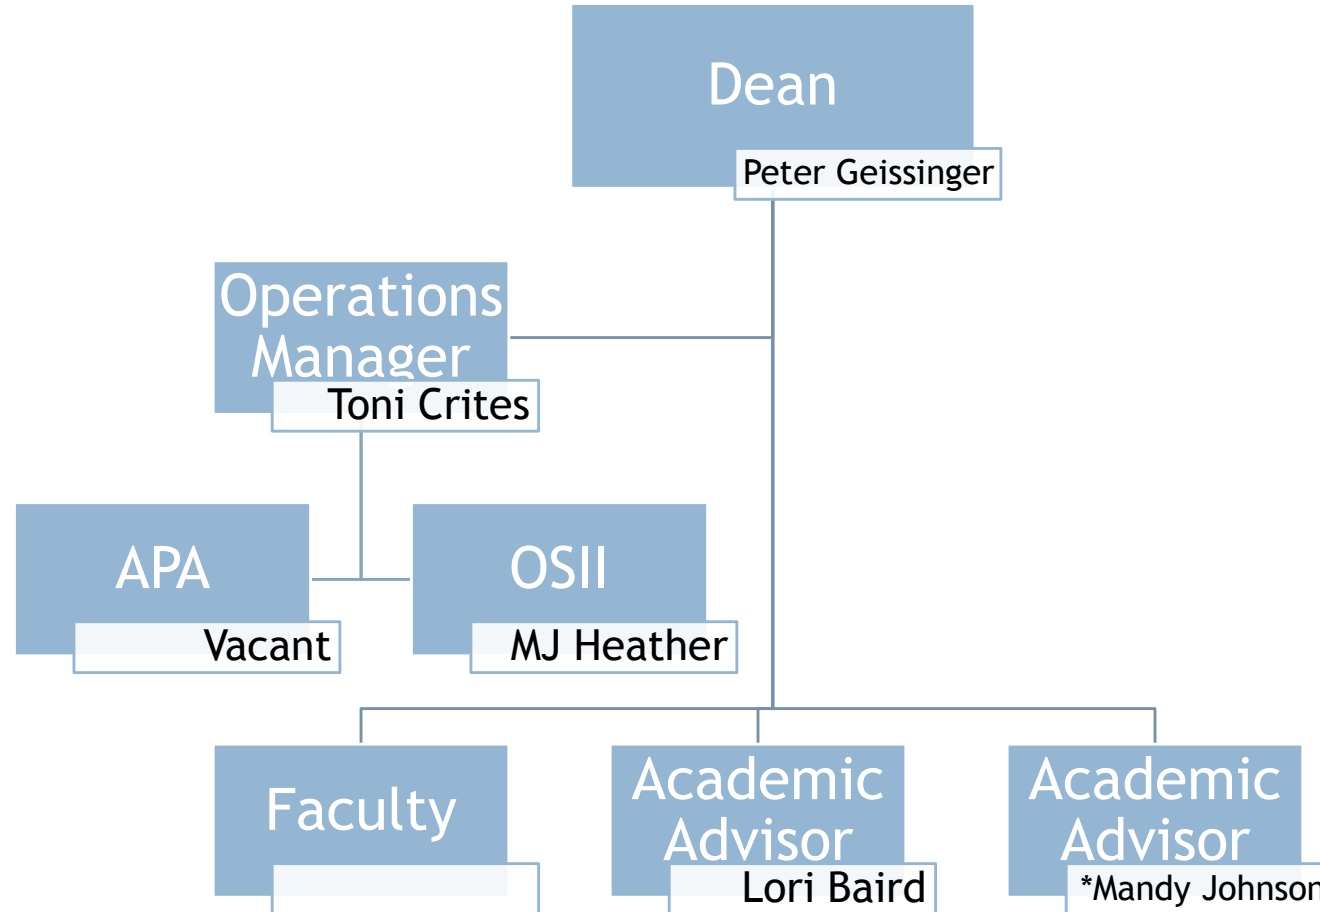 Dean
Peter Geissinger
Operations
Manager
Toni Crites
APA
Vacant
OSII
MJ Heather
Faculty
Academic
Advisor
Lori Baird
Academic
Advisor
*Mandy Johnson